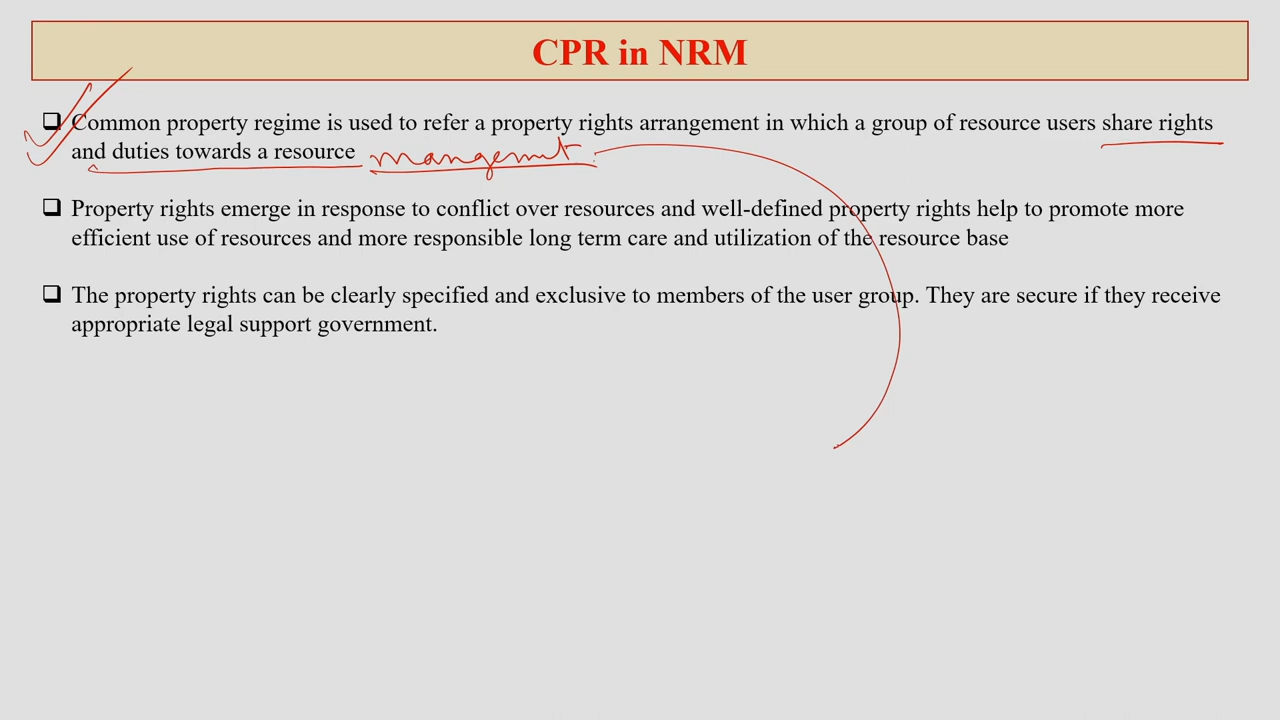 CPR in NRM
Common property regime is used to refer a property rights arrangement in which a group of resource users share rights
and duties towards a resource mangemnt
Property rights emerge in response to conflict over resources and well-defined property rights help to promote more
efficient use of resources and more responsible long term care and utilization of the resource base
The property rights can be clearly specified and exclusive to members of the user group. They are secure if they receive
appropriate legal support government.